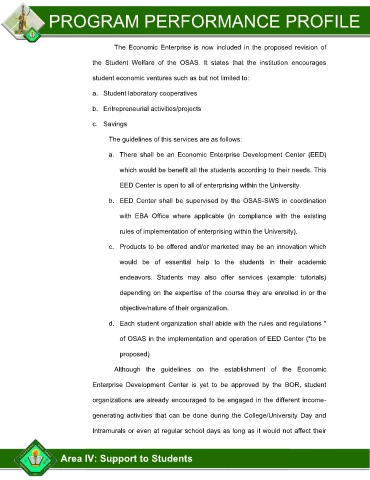 PROGRAM PERFORMANCE PROFILE
The Economic Enterprise is now included in the proposed revision of
the Student Welfare of the OSAS. It states that the institution encourages
student economic ventures such as but not limited to:
a. Student laboratory cooperatives
b. Entrepreneurial activities/projects
c. Savings
The guidelines of this services are as follows:
a. There shall be an Economic Enterprise Development Center (EED)
which would be benefit all the students according to their needs. This
EED Center is open to all of enterprising within the University.
b. EED Center shall be supervised by the OSAS-SWS in coordination
with EBA Office where applicable (in compliance with the existing
rules of implementation of enterprising within the University).
c. Products to be offered and/or marketed may be an innovation which
would be of essential help to the students in their academic
endeavors. Students may also offer services (example: tutorials)
depending on the expertise of the course they are enrolled in or the
objective/nature of their organization.
d. Each student organization shall abide with the rules and regulations "
of OSAS in the implementation and operation of EED Center ("to be
proposed)
Although the guidelines on the establishment of the Economic
Enterprise Development Center is yet to be approved by the BOR, student
organizations are already encouraged to be engaged in the different income-
generating activities that can be done during the College/University Day and
Intramurals or even at regular school days as long as it would not affect their
Area IV: Support to Students